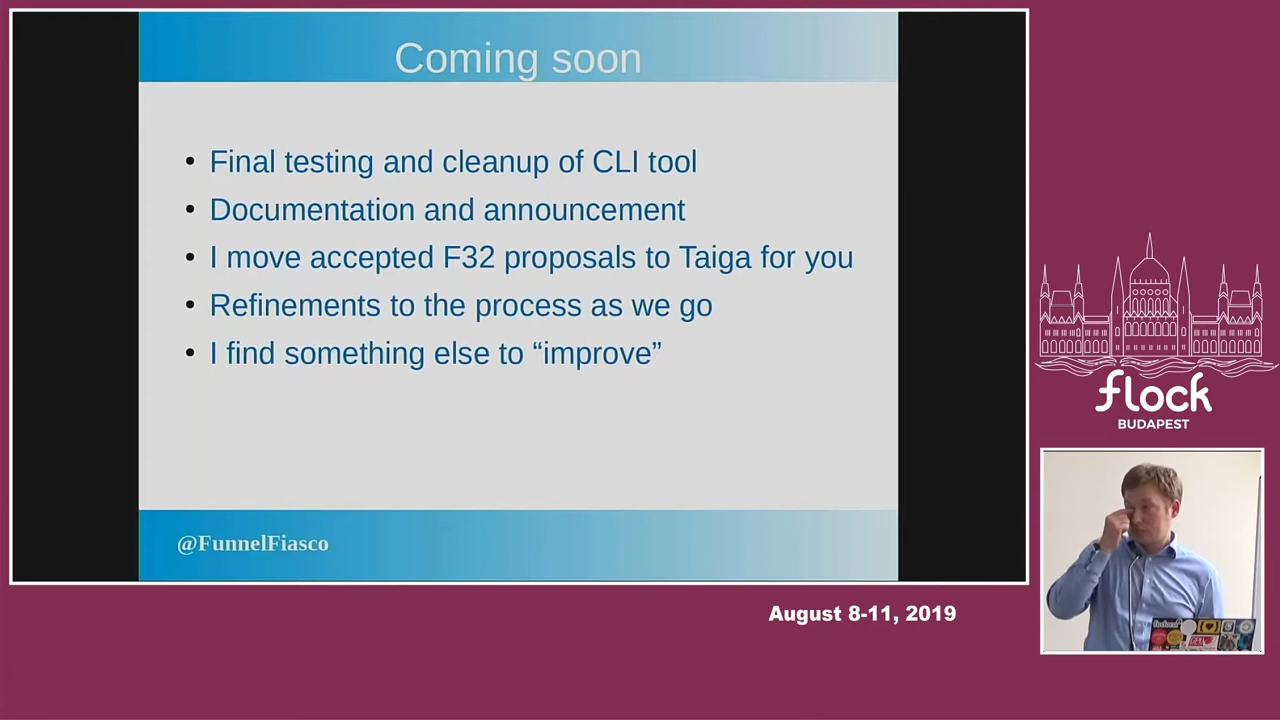 Coming soon
• Final testing and cleanup of CLI tool
• Documentation and announcement
• I move accepted F32 proposals to Taiga for you
• Refinements to the process as we go
• I find something else to “improve”
@FunnelFiasco
flock
BUDAPEST
August 8-11, 2019